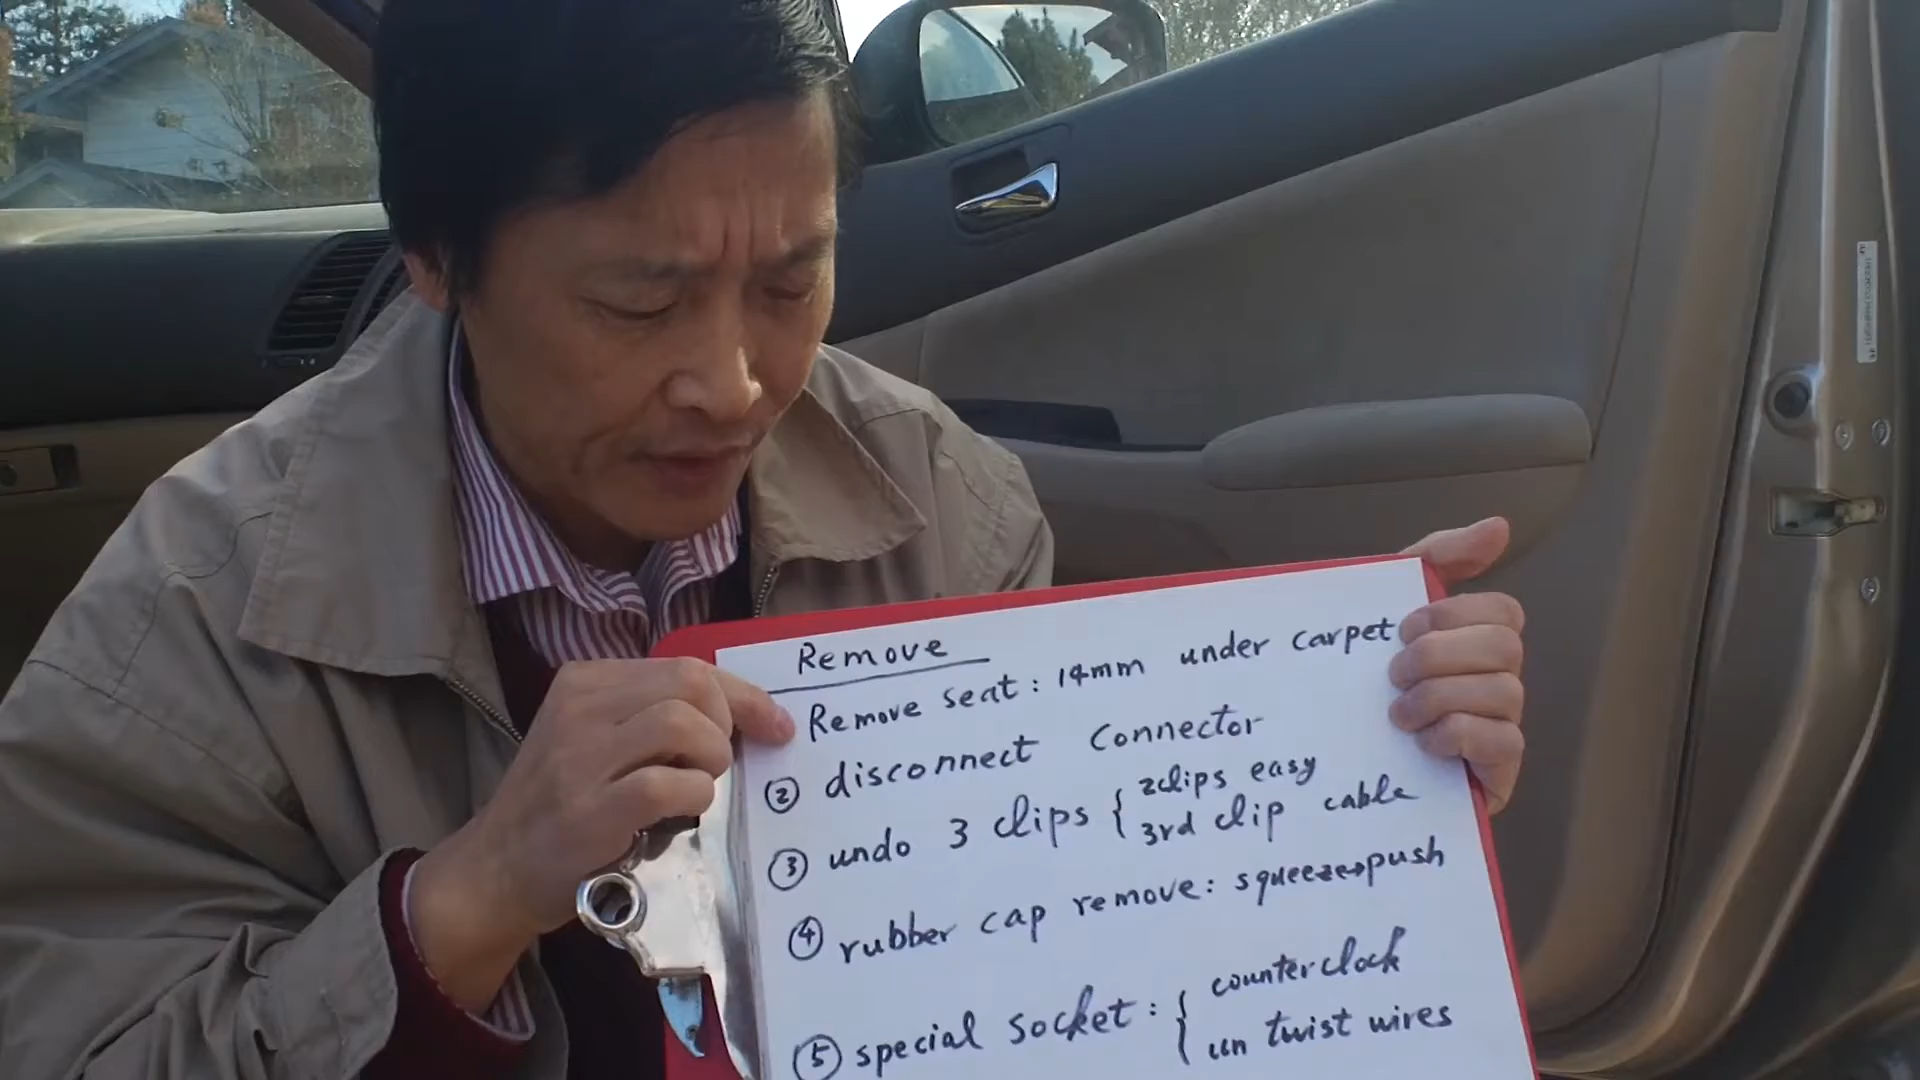 Remove
Remove seat: 14mm under carpet
② disconnect connector
③ undo 3 clips { 2clips easy
3rd clip cable
④ rubber cap remove: squeeze→push
⑤ special socket: { counterclock
un twist wires